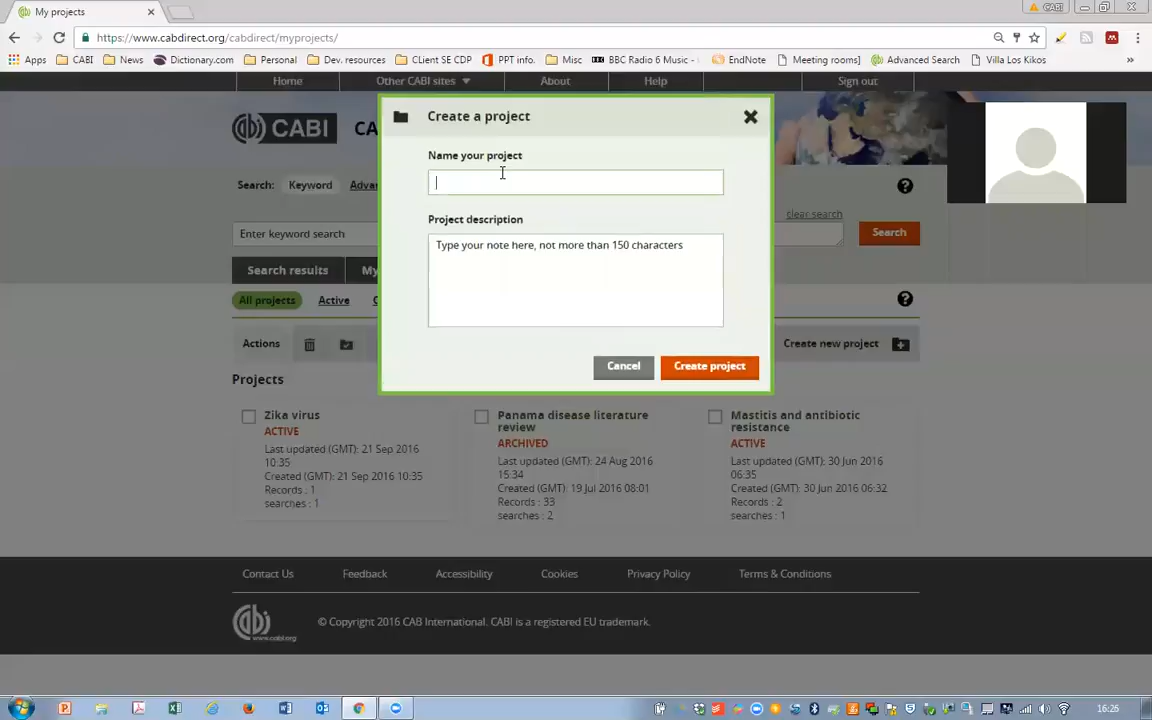 My projects
CABI
https://www.cabdirect.org/cabdirect/myprojects/
Apps CABI News Dictionary.com Personal Dev. resources CLient SE CDP PPT info. Misc BBC Radio 6 Music - EndNote Meeting rooms] Advanced Search Villa Los Kikos
Home Other CABI sites About Help Sign out
CABI CA
Create a project
Name your project
Project description
Type your note here, not more than 150 characters
Cancel Create project
Search: Keyword Adva
clear search
Enter keyword search
Search
Search results My
All projects Active C
Actions
Create new project
Projects
Zika virus
ACTIVE
Last updated (GMT): 21 Sep 2016
10:35
Created (GMT): 21 Sep 2016 10:35
Records : 1
searches : 1
Panama disease literature
review
ARCHIVED
Last updated (GMT): 24 Aug 2016
15:34
Created (GMT): 19 Jul 2016 08:01
Records : 33
searches : 2
Mastitis and antibiotic
resistance
ACTIVE
Last updated (GMT): 30 Jun 2016
06:35
Created (GMT): 30 Jun 2016 06:32
Records : 2
searches : 1
Contact Us Feedback Accessibility Cookies Privacy Policy Terms & Conditions
www.cabi.org
© Copyright 2016 CAB International. CABI is a registered EU trademark.
16:26